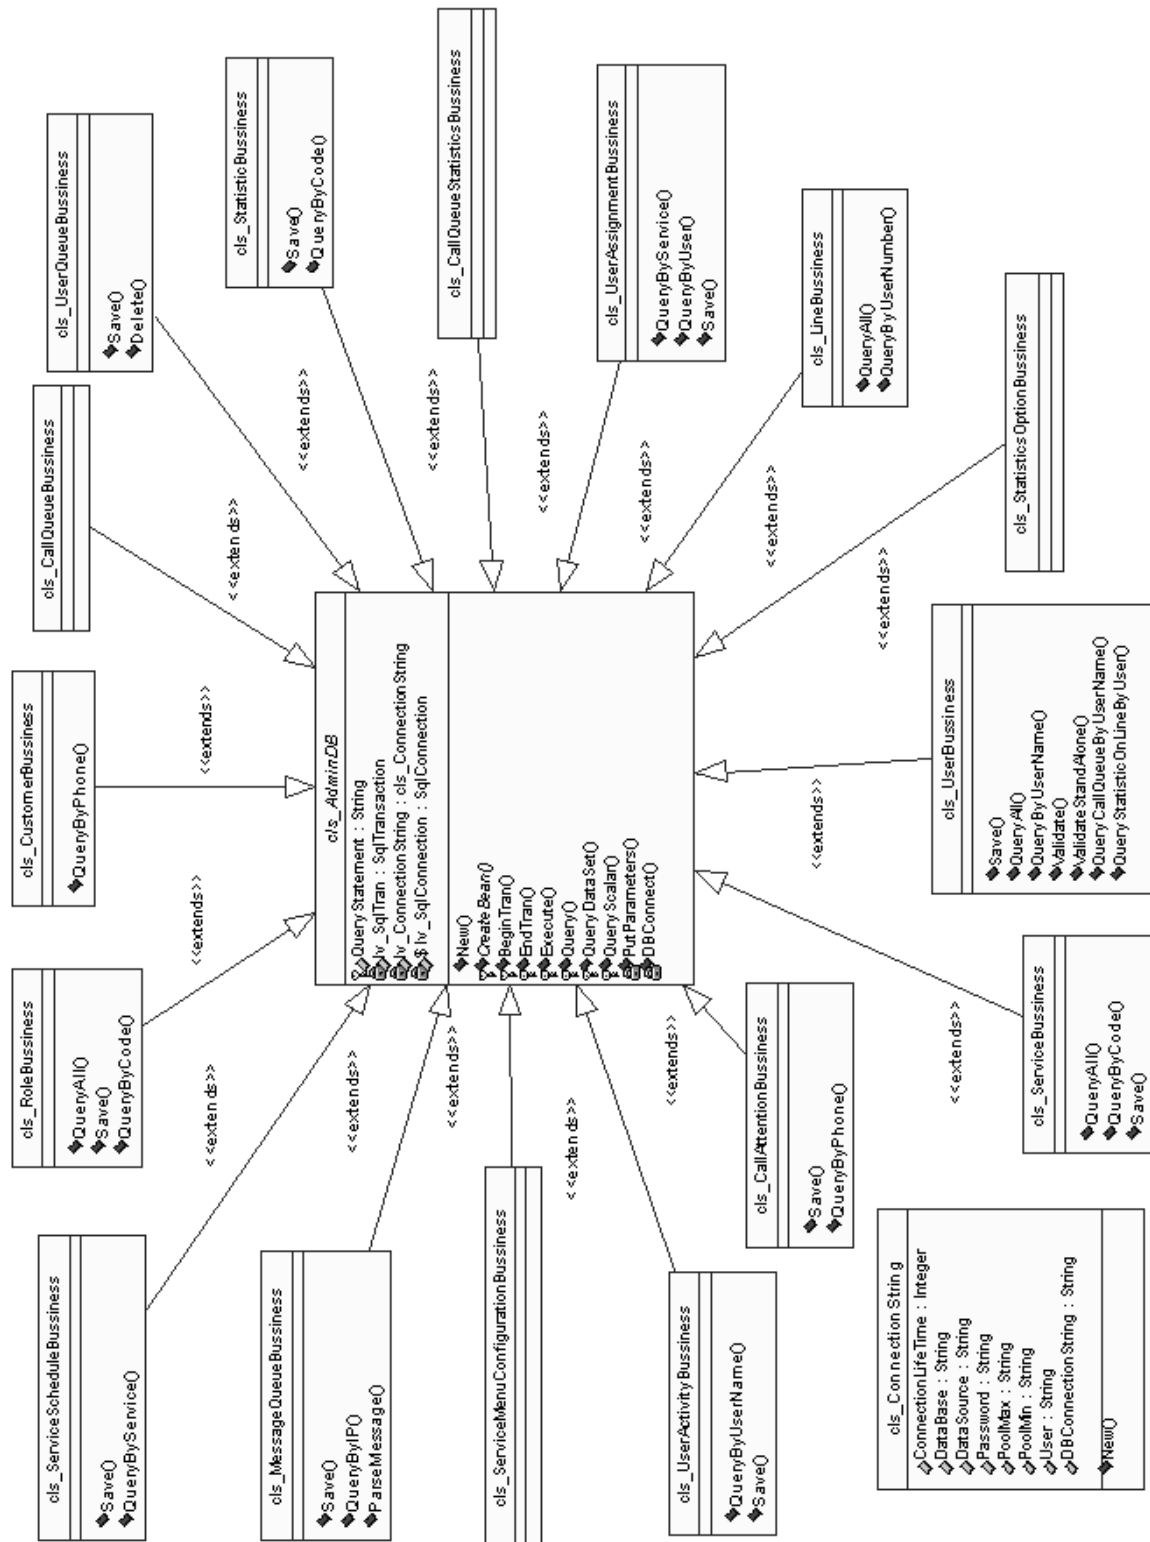 cls_ServiceScheduleBussiness
Save()
QueryByService()
cls_RoleBussiness
QueryAll()
Save()
QueryByCode()
cls_CustomerBussiness
QueryByPhone()
cls_CallQueueBussiness
cls_UserQueueBussiness
Save()
Delete()
cls_StatisticBussiness
Save()
QueryByCode()
cls_MessageQueueBussiness
Save()
QueryByIP()
ParseMessage()
<<extends>>
<<extends>>
<<extends>>
<<extends>>
<<extends>>
<<extends>>
cls_AdminDB
QueryStatement : String
lv_SqlTran : SqlTransaction
lv_ConnectionString : cls_ConnectionString
$ lv_SqlConnection : SqlConnection
New()
CreateBean()
BeginTran()
EndTran()
Execute()
Query()
QueryDataSet()
QueryScalar()
PutParameters()
DBConnect()
<<extends>>
<<extends>>
<<extends>>
<<extends>>
<<extends>>
<<extends>>
<<extends>>
<<extends>>
<<extends>>
<<extends>>
cls_CallQueueStatisticsBussiness
cls_ServiceMenuConfigurationBussiness
cls_UserAssignmentBussiness
QueryByService()
QueryByUser()
Save()
cls_UserActivityBussiness
QueryByUserName()
Save()
cls_CallAttentionBussiness
Save()
QueryByPhone()
cls_LineBussiness
QueryAll()
QueryByUserNumber()
cls_ConnectionString
ConnectionLifeTime : Integer
DataBase : String
DataSource : String
Password : String
PoolMax : String
PoolMin : String
User : String
DBConnectionString : String
New()
cls_ServiceBussiness
QueryAll()
QueryByCode()
Save()
cls_UserBussiness
Save()
QueryAll()
QueryByUserName()
Validate()
ValidateStandAlone()
QueryCallQueueByUserName()
QueryStatisticOnLineByUser()
cls_StatisticsOptionBussiness